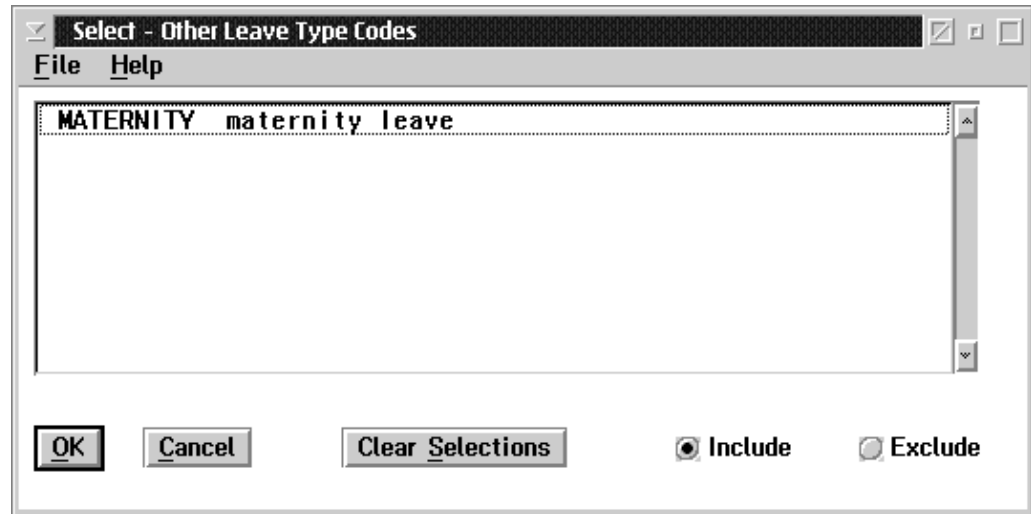 Select - Other Leave Type Codes
File Help
MATERNITY maternity leave
OK Cancel Clear Selections Include Exclude